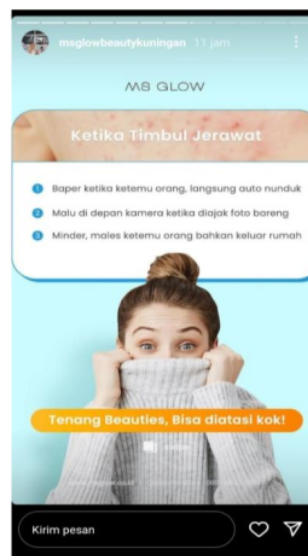 msglowbeautykuningan 11 jam
MS GLOW
Ketika Timbul Jerawat
1 Baper ketika ketemu orang, langsung auto nunduk
2 Malu di depan kamera ketika diajak foto bareng
3 Minder, males ketemu orang bahkan keluar rumah
Tenang Beauties, Bisa diatasi kok!
Kirim pesan